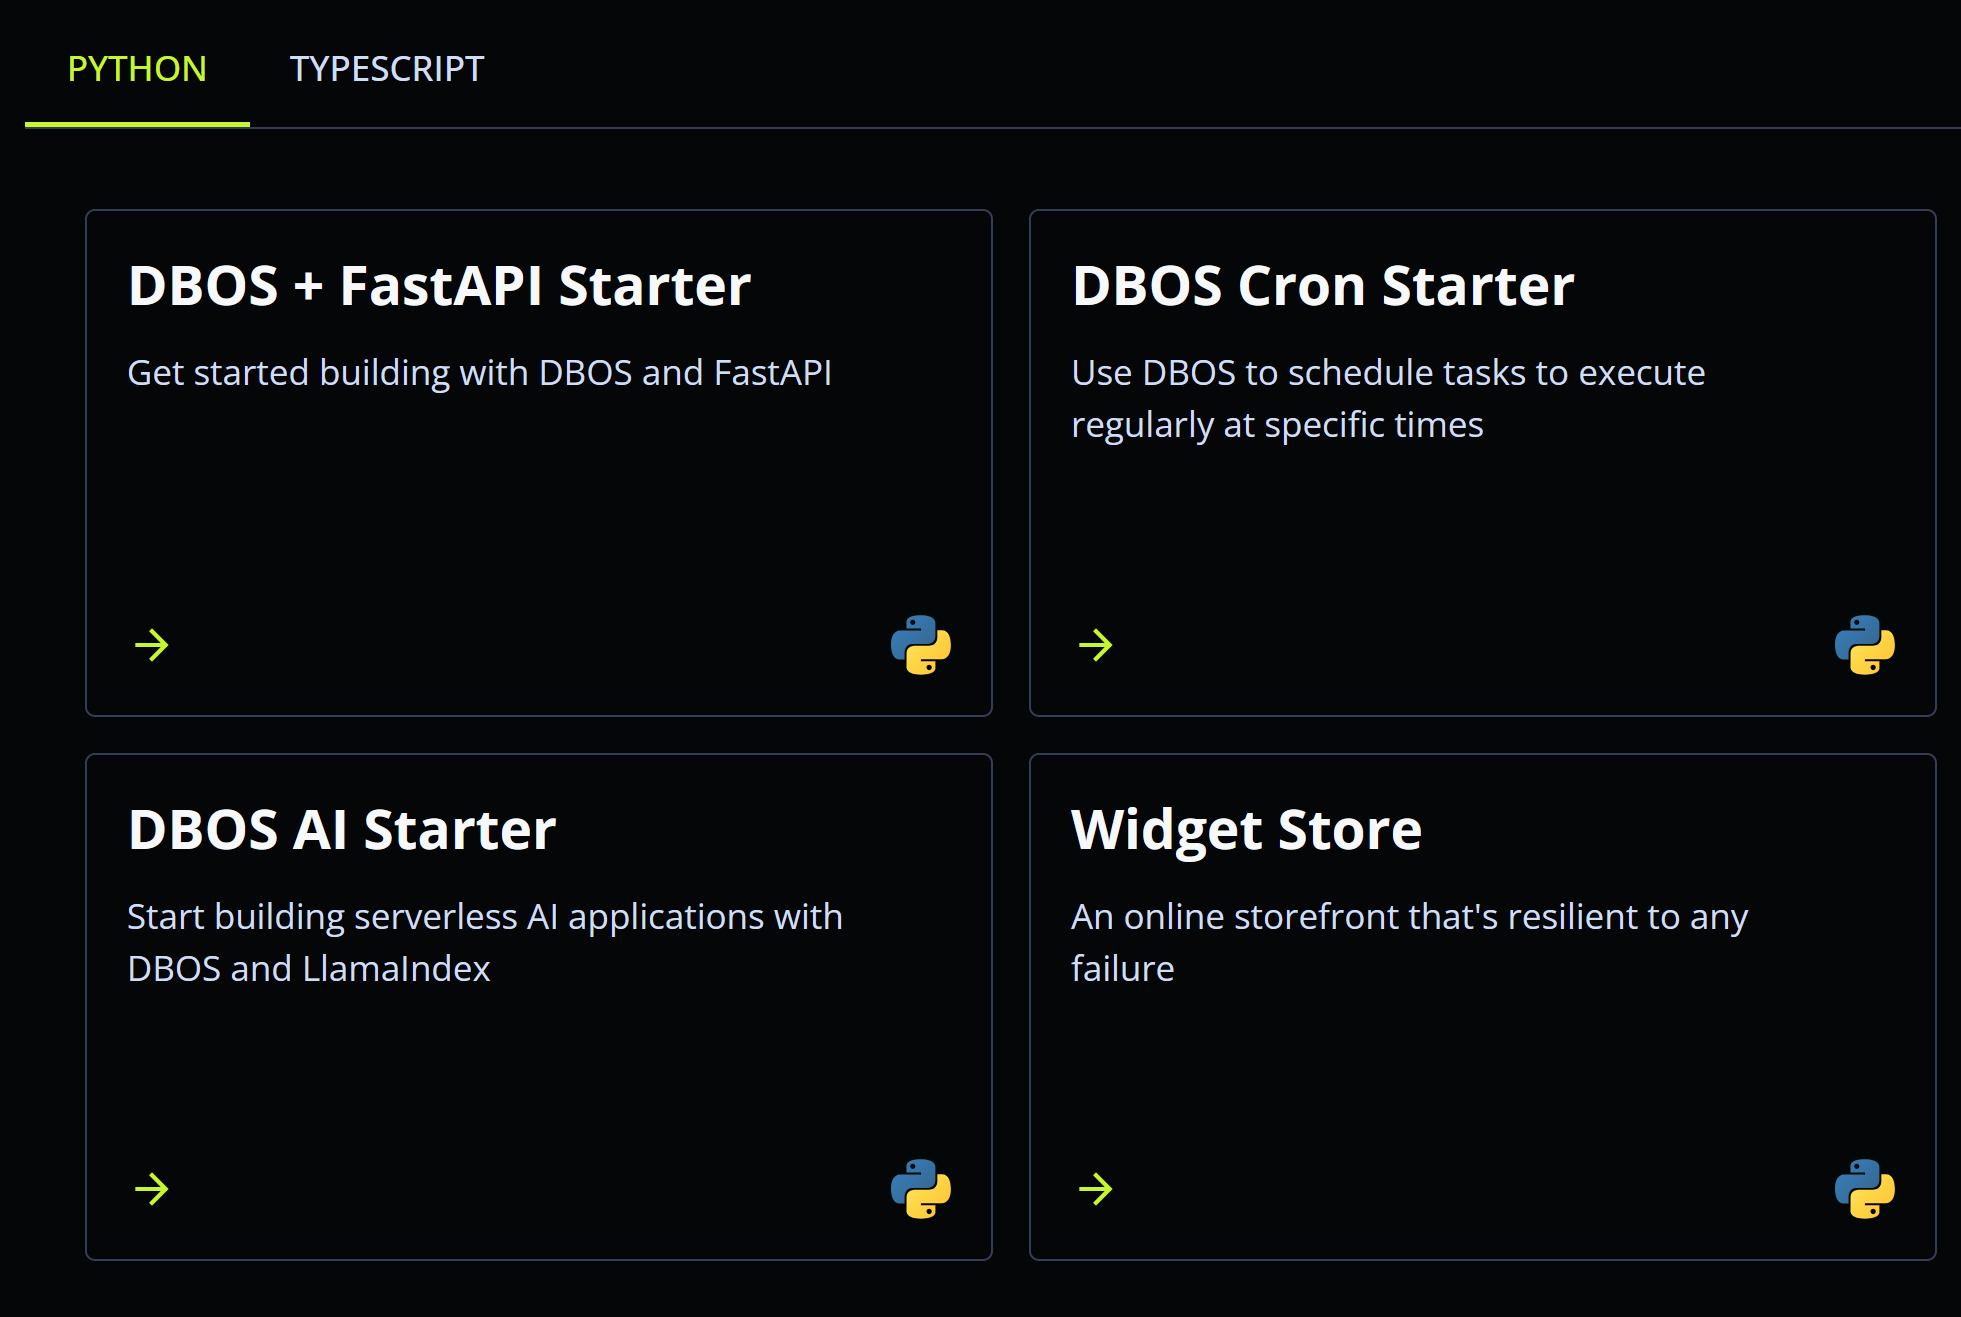 PYTHON
TYPESCRIPT
DBOS + FastAPI Starter
Get started building with DBOS and FastAPI
DBOS Cron Starter
Use DBOS to schedule tasks to execute
regularly at specific times
DBOS AI Starter
Start building serverless AI applications with
DBOS and LlamaIndex
Widget Store
An online storefront that's resilient to any
failure